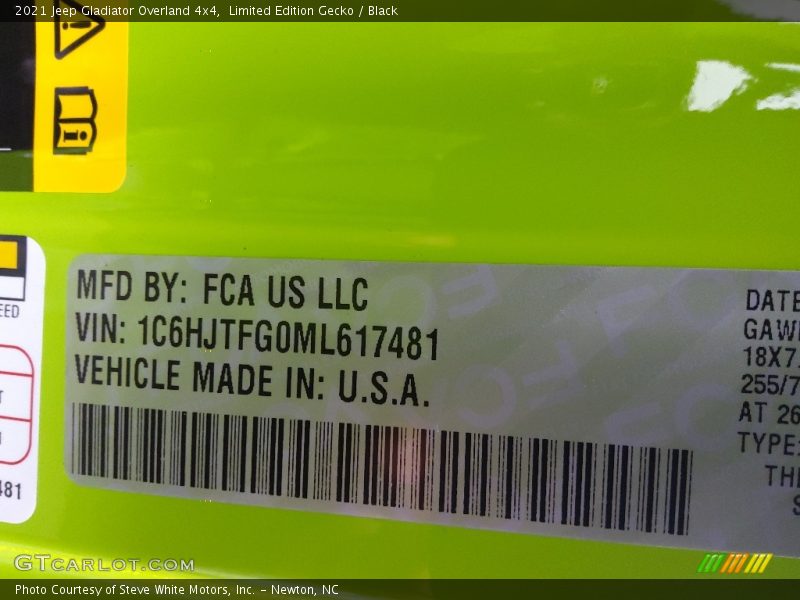 2021 Jeep Gladiator Overland 4x4, Limited Edition Gecko / Black
MFD BY: FCA US LLC
VIN: 1C6HJTFG0ML617481
VEHICLE MADE IN: U.S.A.
DATE
GAW
18X7.
255/7
AT 26
TYPE:
TH
S
EED
481
GTCARLOT.COM
Photo Courtesy of Steve White Motors, Inc. – Newton, NC